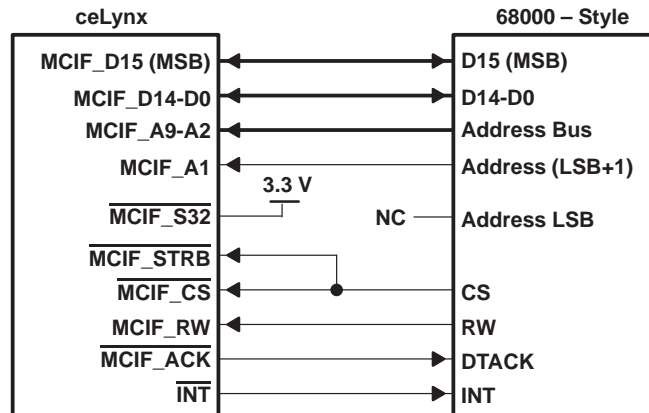 ceLynx 68000 – Style
MCIF_D15 (MSB) D15 (MSB)
MCIF_D14-D0 D14-D0
MCIF_A9-A2 Address Bus
MCIF_A1 Address (LSB+1)
3.3 V
MCIF_S32 NC Address LSB
MCIF_STRB
MCIF_CS CS
MCIF_RW RW
MCIF_ACK DTACK
INT INT